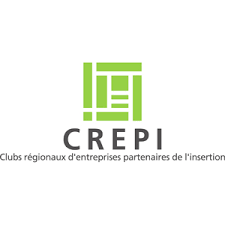 CREPI
Clubs régionaux d'entreprises partenaires de l'insertion